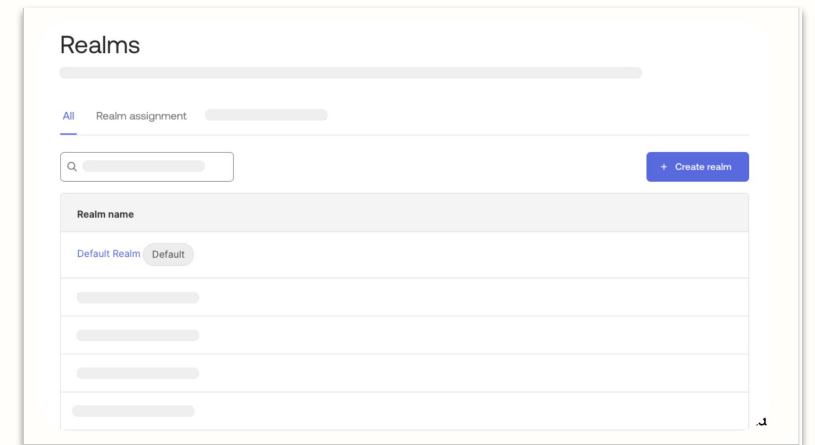 Realms
All
Realm assignment
+ Create realm
Realm name
Default Realm Default